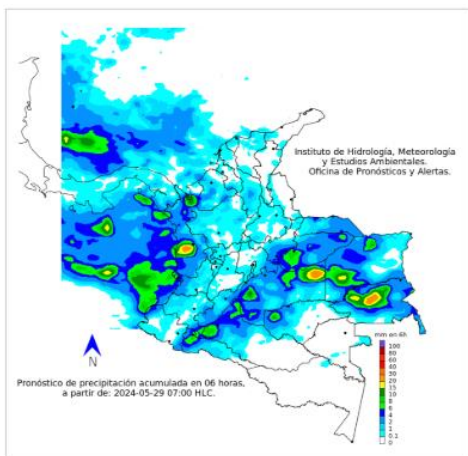 Instituto de Hidrología, Meteorología
y Estudios Ambientales.
Oficina de Pronósticos y Alertas.
mm en 6h
100
80
60
40
30
20
15
10
8
6
4
2
0.1
0
N
Pronóstico de precipitación acumulada en 06 horas,
a partir de: 2024-05-29 07:00 HLC.